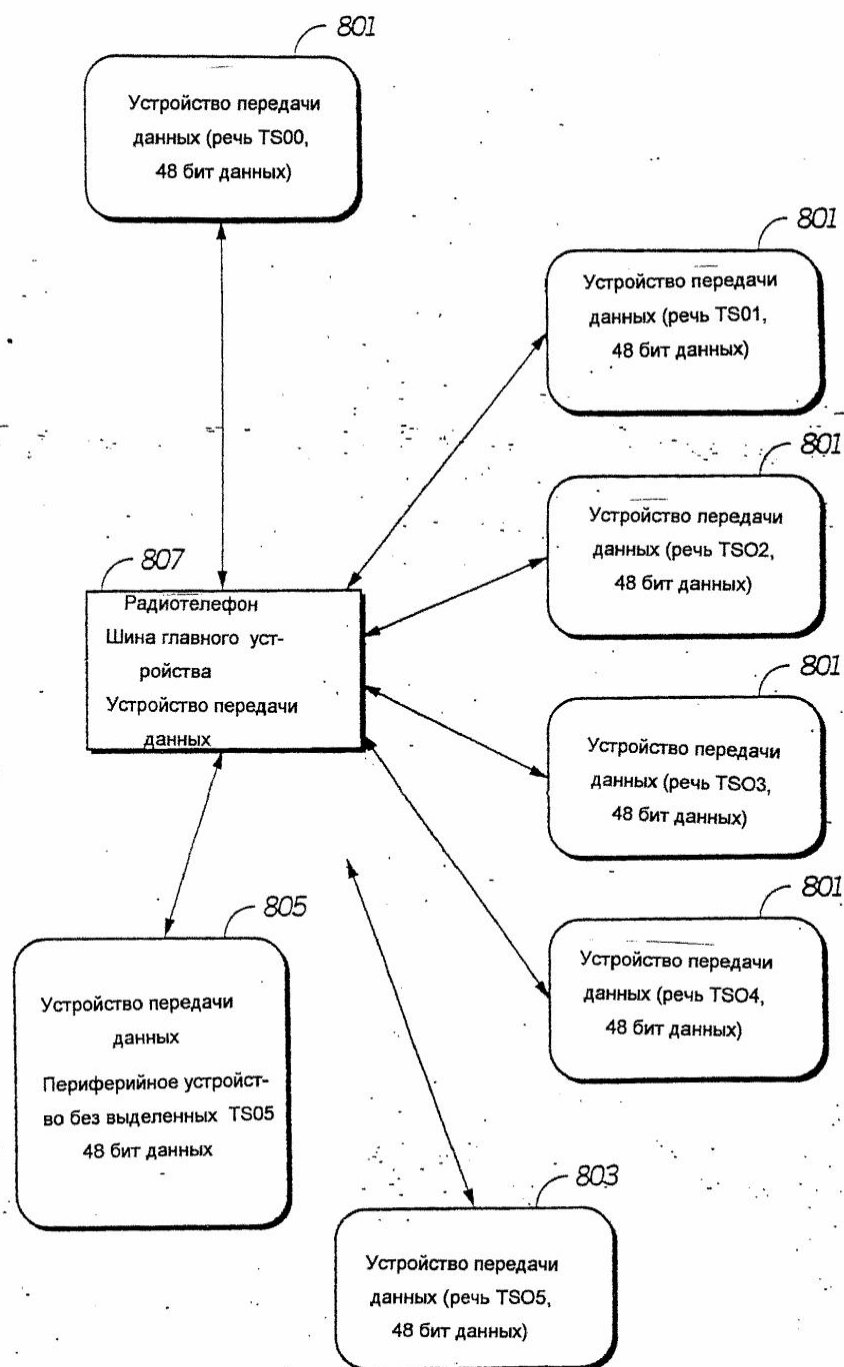 801
Устройство передачи
данных (речь TS00,
48 бит данных)
801
Устройство передачи
данных (речь TS01,
48 бит данных)
801
Устройство передачи
данных (речь TSO2,
48 бит данных)
807
Радиотелефон
Шина главного уст-
ройства
Устройство передачи
данных
801
Устройство передачи
данных (речь TSO3,
48 бит данных)
801
Устройство передачи
данных (речь TSO4,
48 бит данных)
805
Устройство передачи
данных
Периферийное устройст-
во без выделенных TS05
48 бит данных
803
Устройство передачи
данных (речь TSO5,
48 бит данных)